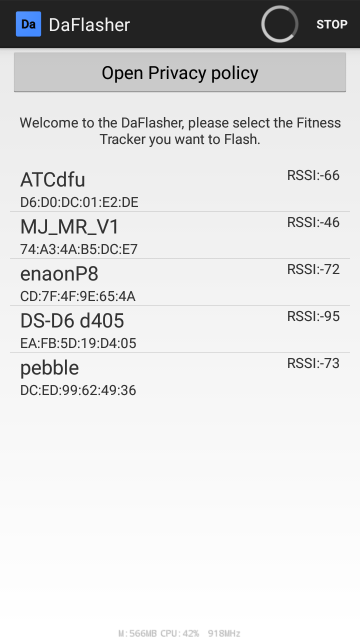 Da DaFlasher STOP
Open Privacy policy
Welcome to the DaFlasher, please select the Fitness
Tracker you want to Flash.
ATCdfu RSSI:-66
D6:D0:DC:01:E2:DE
MJ_MR_V1 RSSI:-46
74:A3:4A:B5:DC:E7
enaonP8 RSSI:-72
CD:7F:4F:9E:65:4A
DS-D6 d405 RSSI:-95
EA:FB:5D:19:D4:05
pebble RSSI:-73
DC:ED:99:62:49:36
M:566MB CPU:42% 918MHz